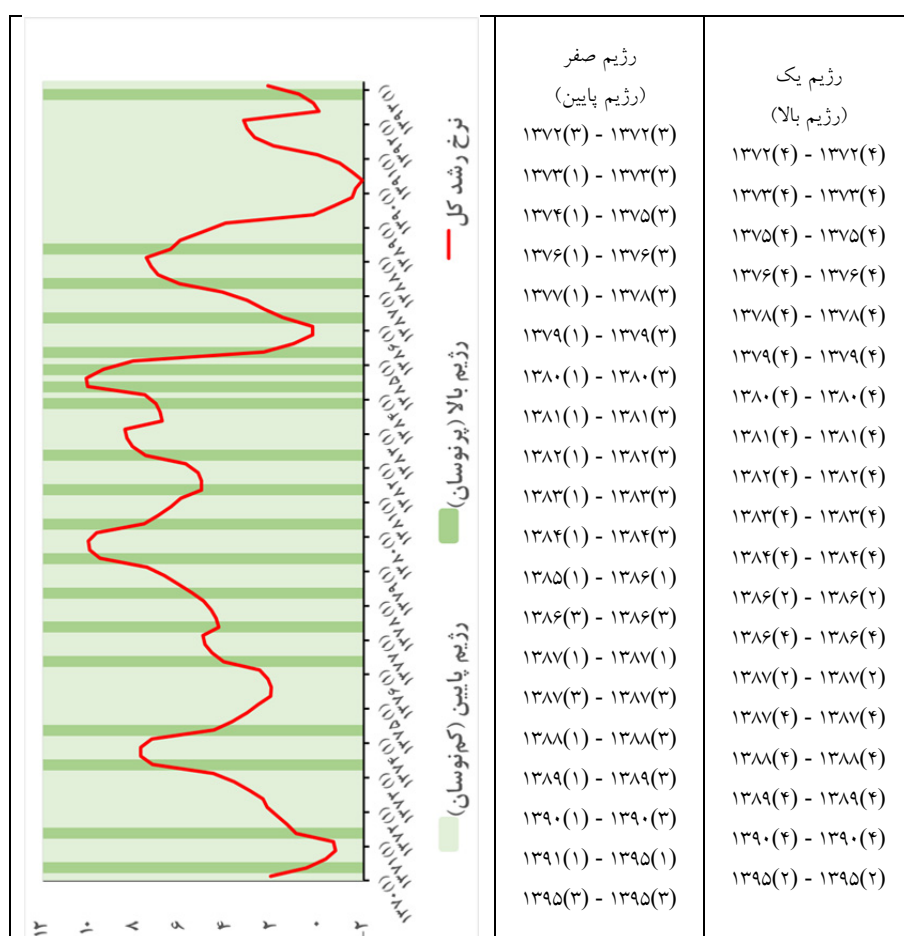 رژیم یک
(رژیم بالا)
۱۳۷۲(۴) - ۱۳۷۲(۴)
۱۳۷۳(۴) - ۱۳۷۳(۴)
۱۳۷۵(۴) - ۱۳۷۵(۴)
۱۳۷۶(۴) - ۱۳۷۶(۴)
۱۳۷۸(۴) - ۱۳۷۸(۴)
۱۳۷۹(۴) - ۱۳۷۹(۴)
۱۳۸۰(۴) - ۱۳۸۰(۴)
۱۳۸۱(۴) - ۱۳۸۱(۴)
۱۳۸۲(۴) - ۱۳۸۲(۴)
۱۳۸۳(۴) - ۱۳۸۳(۴)
۱۳۸۴(۴) - ۱۳۸۴(۴)
۱۳۸۶(۲) - ۱۳۸۶(۲)
۱۳۸۶(۴) - ۱۳۸۶(۴)
۱۳۸۷(۲) - ۱۳۸۷(۲)
۱۳۸۷(۴) - ۱۳۸۷(۴)
۱۳۸۸(۴) - ۱۳۸۸(۴)
۱۳۸۹(۴) - ۱۳۸۹(۴)
۱۳۹۰(۴) - ۱۳۹۰(۴)
۱۳۹۵(۲) - ۱۳۹۵(۲)
رژیم صفر
(رژیم پایین)
۱۳۷۲(۳) - ۱۳۷۲(۳)
۱۳۷۳(۱) - ۱۳۷۳(۳)
۱۳۷۴(۱) - ۱۳۷۵(۳)
۱۳۷۶(۱) - ۱۳۷۶(۳)
۱۳۷۷(۱) - ۱۳۷۸(۳)
۱۳۷۹(۱) - ۱۳۷۹(۳)
۱۳۸۰(۱) - ۱۳۸۰(۳)
۱۳۸۱(۱) - ۱۳۸۱(۳)
۱۳۸۲(۱) - ۱۳۸۲(۳)
۱۳۸۳(۱) - ۱۳۸۳(۳)
۱۳۸۴(۱) - ۱۳۸۴(۳)
۱۳۸۵(۱) - ۱۳۸۶(۱)
۱۳۸۶(۳) - ۱۳۸۶(۳)
۱۳۸۷(۱) - ۱۳۸۷(۱)
۱۳۸۷(۳) - ۱۳۸۷(۳)
۱۳۸۸(۱) - ۱۳۸۸(۳)
۱۳۸۹(۱) - ۱۳۸۹(۳)
۱۳۹۰(۱) - ۱۳۹۰(۳)
۱۳۹۱(۱) - ۱۳۹۵(۱)
۱۳۹۵(۳) - ۱۳۹۵(۳)
۱۲
۱۰
۸
۶
۴
۲
۰
-۲
نرخ رشد کل
رژیم بالا (پرنوسان)
رژیم پایین (کم‌نوسان)